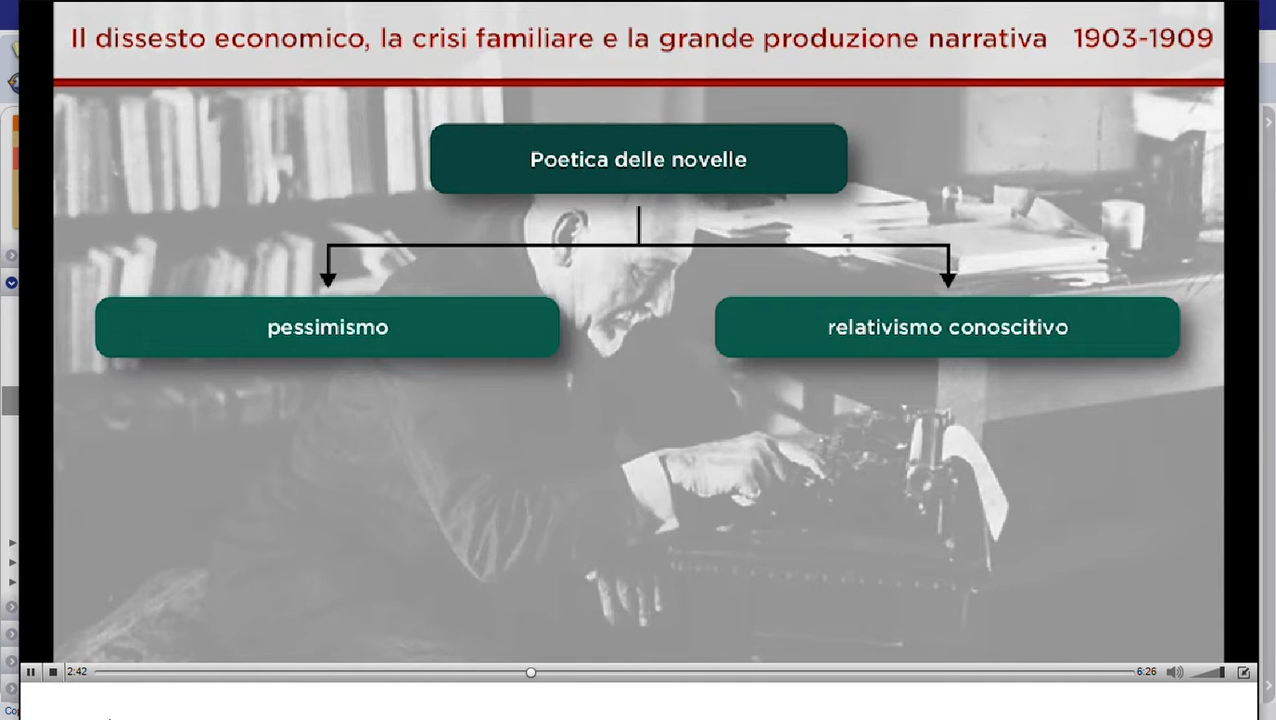 Il dissesto economico, la crisi familiare e la grande produzione narrativa 1903-1909
Poetica delle novelle
pessimismo
relativismo conoscitivo
2:42
6:26